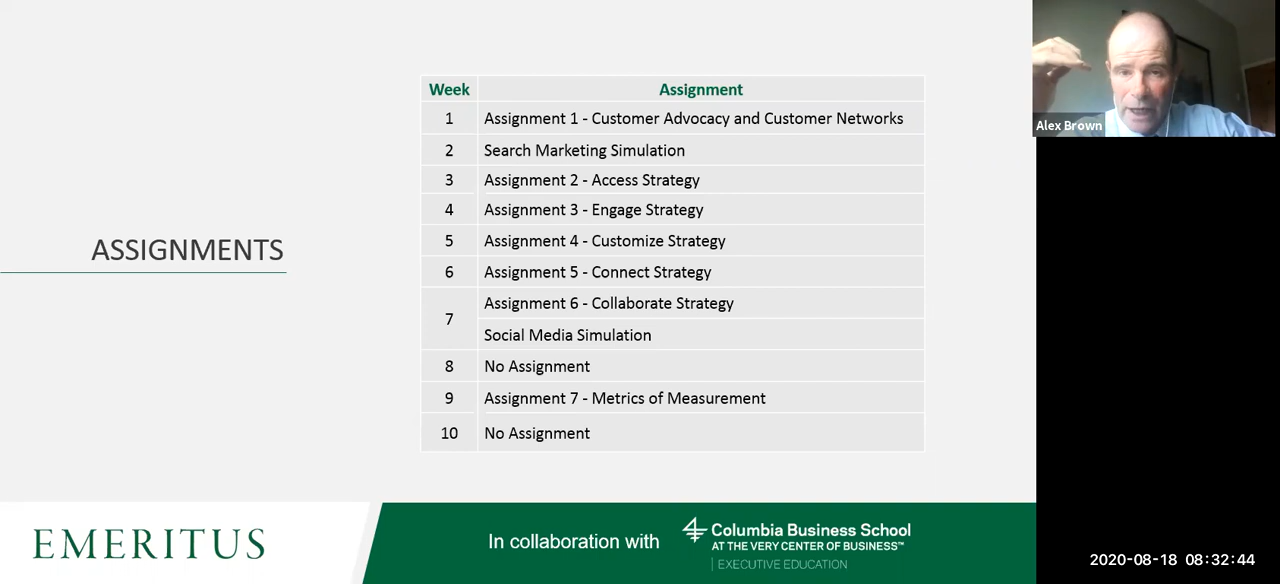 ASSIGNMENTS
Week Assignment
1 Assignment 1 - Customer Advocacy and Customer Networks
2 Search Marketing Simulation
3 Assignment 2 - Access Strategy
4 Assignment 3 - Engage Strategy
5 Assignment 4 - Customize Strategy
6 Assignment 5 - Connect Strategy
7 Assignment 6 - Collaborate Strategy
Social Media Simulation
8 No Assignment
9 Assignment 7 - Metrics of Measurement
10 No Assignment
Alex Brown
EMERITUS
In collaboration with
Columbia Business School
AT THE VERY CENTER OF BUSINESS™
EXECUTIVE EDUCATION
2020-08-18 08:32:44